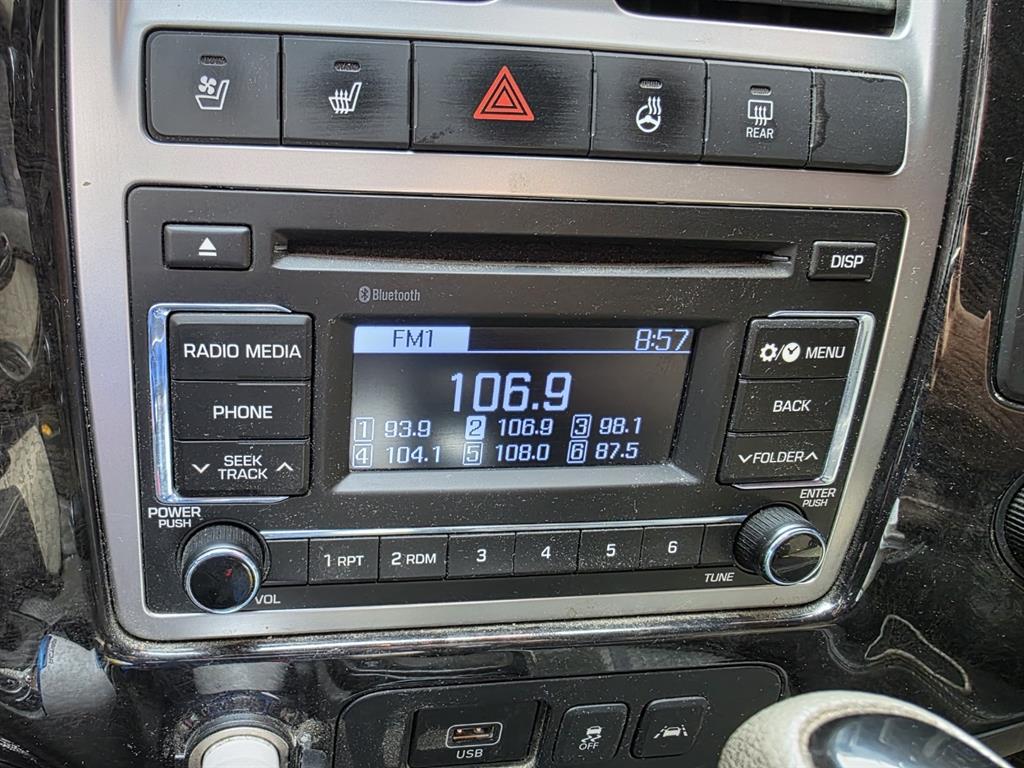 REAR
DISP
Bluetooth
RADIO MEDIA
PHONE
SEEK
TRACK
FM1 8:57
106.9
1 93.9 2 106.9 3 98.1
4 104.1 5 108.0 6 87.5
/ MENU
BACK
FOLDER
POWER
PUSH
ENTER
PUSH
1 RPT 2 RDM 3 4 5 6
VOL
TUNE
USB
OFF